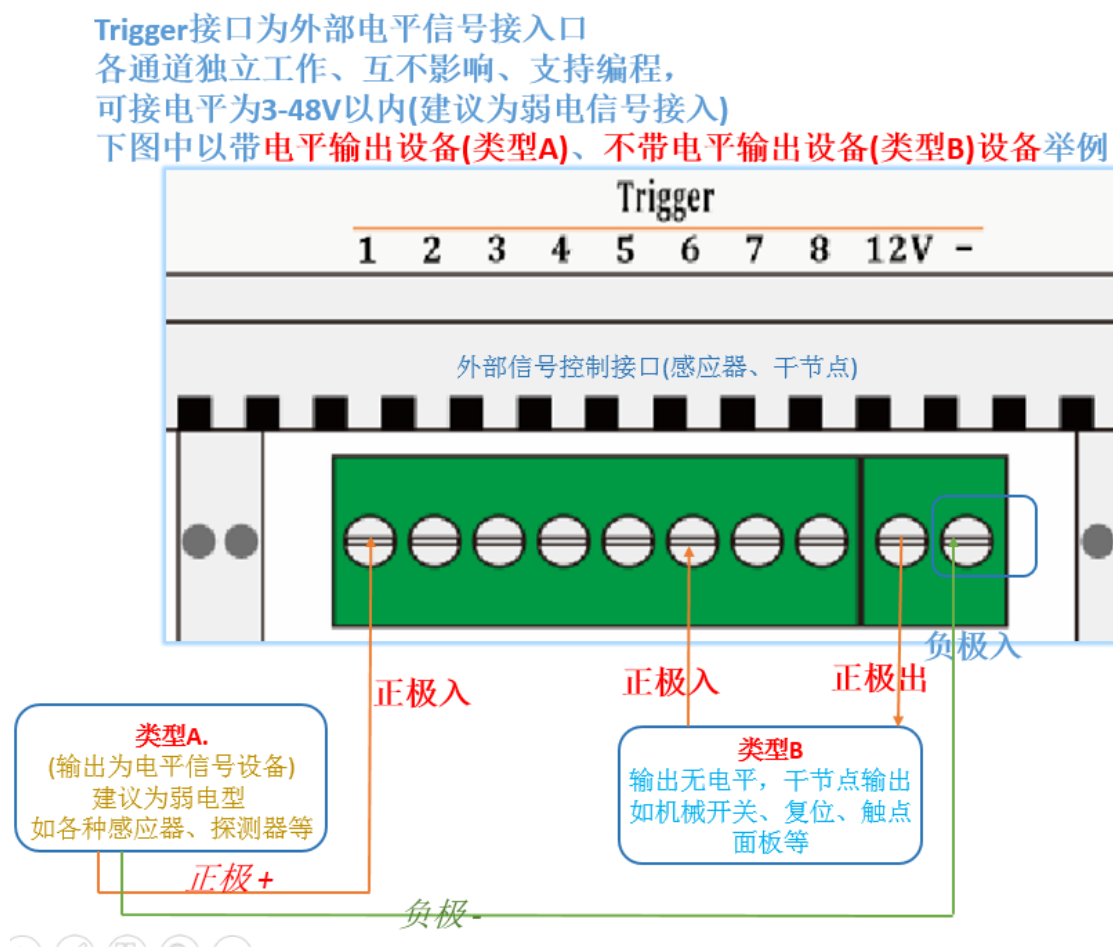 Trigger接口为外部电平信号接入口
各通道独立工作、互不影响、支持编程，
可接电平为3-48V以内(建议为弱电信号接入)
下图中以带电平输出设备(类型A)、不带电平输出设备(类型B)设备举例
Trigger
1 2 3 4 5 6 7 8 12V -
外部信号控制接口(感应器、干节点)
负极入
正极入
正极入
正极出
类型A.
(输出为电平信号设备)
建议为弱电型
如各种感应器、探测器等
类型B
输出无电平，干节点输出
如机械开关、复位、触点
面板等
正极+
负极-